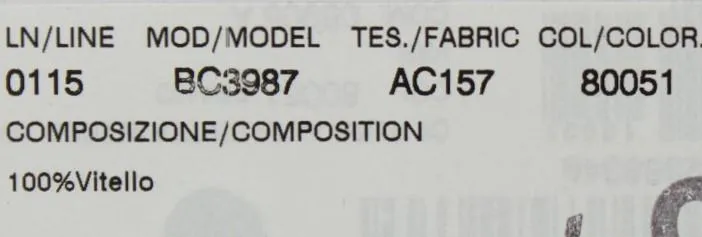 LN/LINE MOD/MODEL TES./FABRIC COL/COLOR.
0115 BC3987 AC157 80051
COMPOSIZIONE/COMPOSITION
100%Vitello